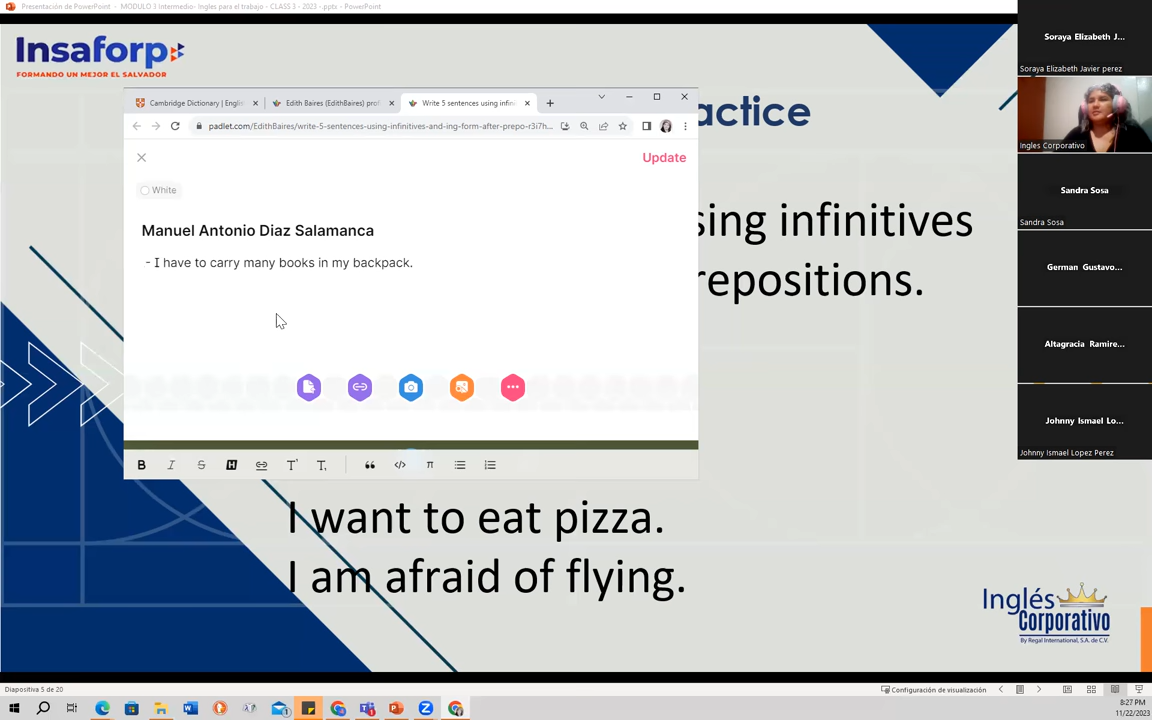 Presentación de PowerPoint - MODULO 3 Intermedio- Ingles para el trabajo - CLASS 3 - 2023 -.pptx - PowerPoint
Insaforp
FORMANDO UN MEJOR EL SALVADOR
Cambridge Dictionary | Englis
Edith Baires (EdithBaires) prof
Write 5 sentences using infini
padlet.com/EdithBaires/write-5-sentences-using-infinitives-and-ing-form-after-prepo-r3i7h...
Update
White
Manuel Antonio Diaz Salamanca
- I have to carry many books in my backpack.
actice
sing infinitives
repositions.
I want to eat pizza.
I am afraid of flying.
Inglés
Corporativo
By Regal International, S.A. de C.V.
Soraya Elizabeth J...
Soraya Elizabeth Javier perez
Ingles Corporativo
Sandra Sosa
Sandra Sosa
German Gustavo...
Altagracia Ramire...
Johnny Ismael Lo...
Johnny Ismael Lopez Perez
Diapositiva 5 de 20
Configuración de visualización
8:27 PM
11/22/2023